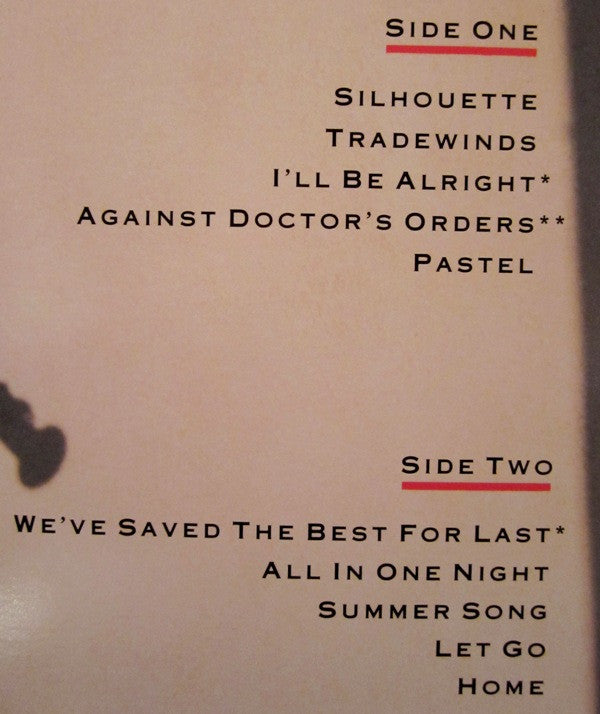 SIDE ONE
SILHOUETTE
TRADEWINDS
I'LL BE ALRIGHT*
AGAINST DOCTOR'S ORDERS**
PASTEL
SIDE TWO
WE'VE SAVED THE BEST FOR LAST*
ALL IN ONE NIGHT
SUMMER SONG
LET GO
HOME